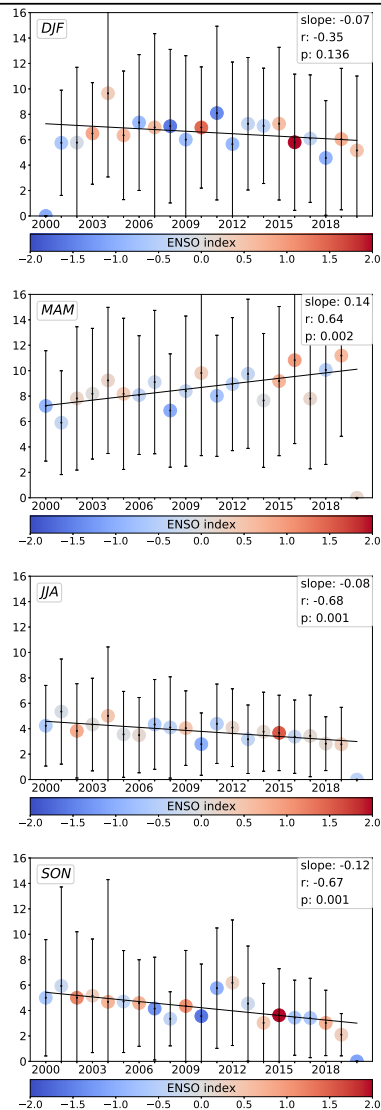 DJF
slope: -0.07
r: -0.35
p: 0.136
16
14
12
10
8
6
4
2
0
2000 2003 2006 2009 2012 2015 2018
ENSO index
−2.0 −1.5 −1.0 −0.5 0.0 0.5 1.0 1.5 2.0
MAM
slope: 0.14
r: 0.64
p: 0.002
16
14
12
10
8
6
4
2
0
2000 2003 2006 2009 2012 2015 2018
ENSO index
−2.0 −1.5 −1.0 −0.5 0.0 0.5 1.0 1.5 2.0
JJA
slope: -0.08
r: -0.68
p: 0.001
16
14
12
10
8
6
4
2
0
2000 2003 2006 2009 2012 2015 2018
ENSO index
−2.0 −1.5 −1.0 −0.5 0.0 0.5 1.0 1.5 2.0
SON
slope: -0.12
r: -0.67
p: 0.001
16
14
12
10
8
6
4
2
0
2000 2003 2006 2009 2012 2015 2018
ENSO index
−2.0 −1.5 −1.0 −0.5 0.0 0.5 1.0 1.5 2.0